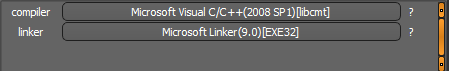 compiler Microsoft Visual C/C++(2008 SP1)[libcmt] ?
linker Microsoft Linker(9.0)[EXE32] ?